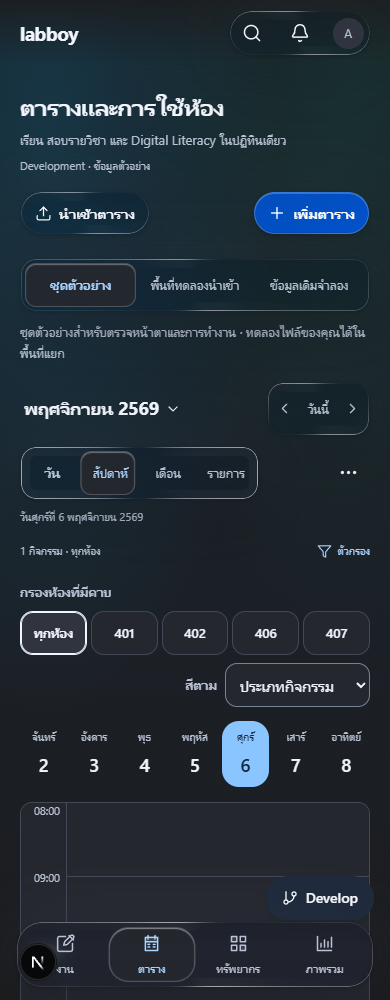 labboy
A
ตารางและการใช้ห้อง
เรียน สอบรายวิชา และ Digital Literacy ในปฏิทินเดียว
Development · ข้อมูลตัวอย่าง
นำเข้าตาราง
เพิ่มตาราง
ชุดตัวอย่าง พื้นที่ทดลองนำเข้า ข้อมูลเดิมจำลอง
ชุดตัวอย่างสำหรับตรวจหน้าตาและการทำงาน · ทดลองไฟล์ของคุณได้ใน
พื้นที่แยก
พฤศจิกายน 2569
วันนี้
วัน สัปดาห์ เดือน รายการ
วันศุกร์ที่ 6 พฤศจิกายน 2569
1 กิจกรรม · ทุกห้อง
ตัวกรอง
กรองห้องที่มีคาบ
ทุกห้อง 401 402 406 407
สีตาม ประเภทกิจกรรม
จันทร์ อังคาร พุธ พฤหัส ศุกร์ เสาร์ อาทิตย์
2 3 4 5 6 7 8
08:00
09:00
Develop
N
งาน ตาราง ทรัพยากร ภาพรวม